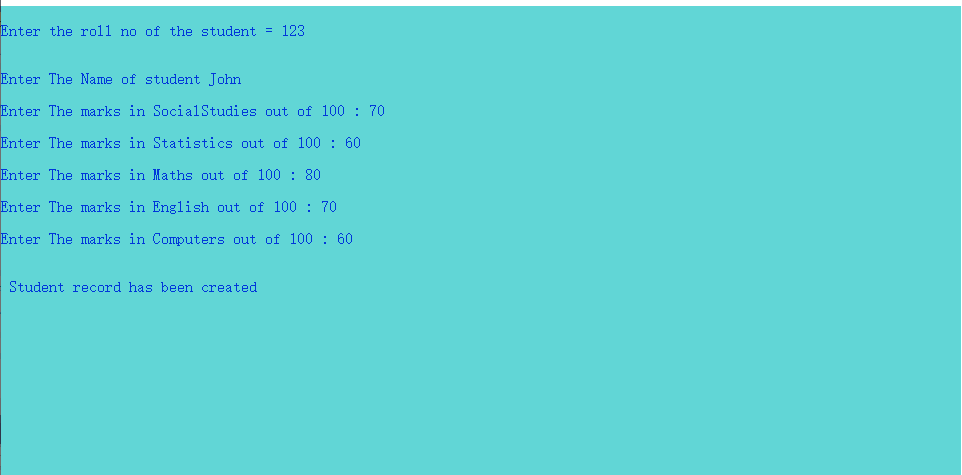 Enter the roll no of the student = 123
Enter The Name of student John
Enter The marks in SocialStudies out of 100 : 70
Enter The marks in Statistics out of 100 : 60
Enter The marks in Maths out of 100 : 80
Enter The marks in English out of 100 : 70
Enter The marks in Computers out of 100 : 60
Student record has been created